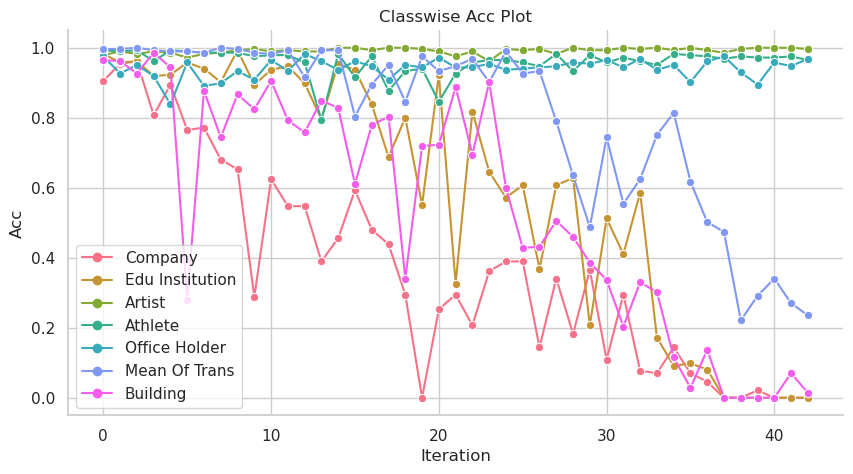 Classwise Acc Plot
Acc
1.0
0.8
0.6
0.4
0.2
0.0
Company
Edu Institution
Artist
Athlete
Office Holder
Mean Of Trans
Building
0 10 20 30 40
Iteration